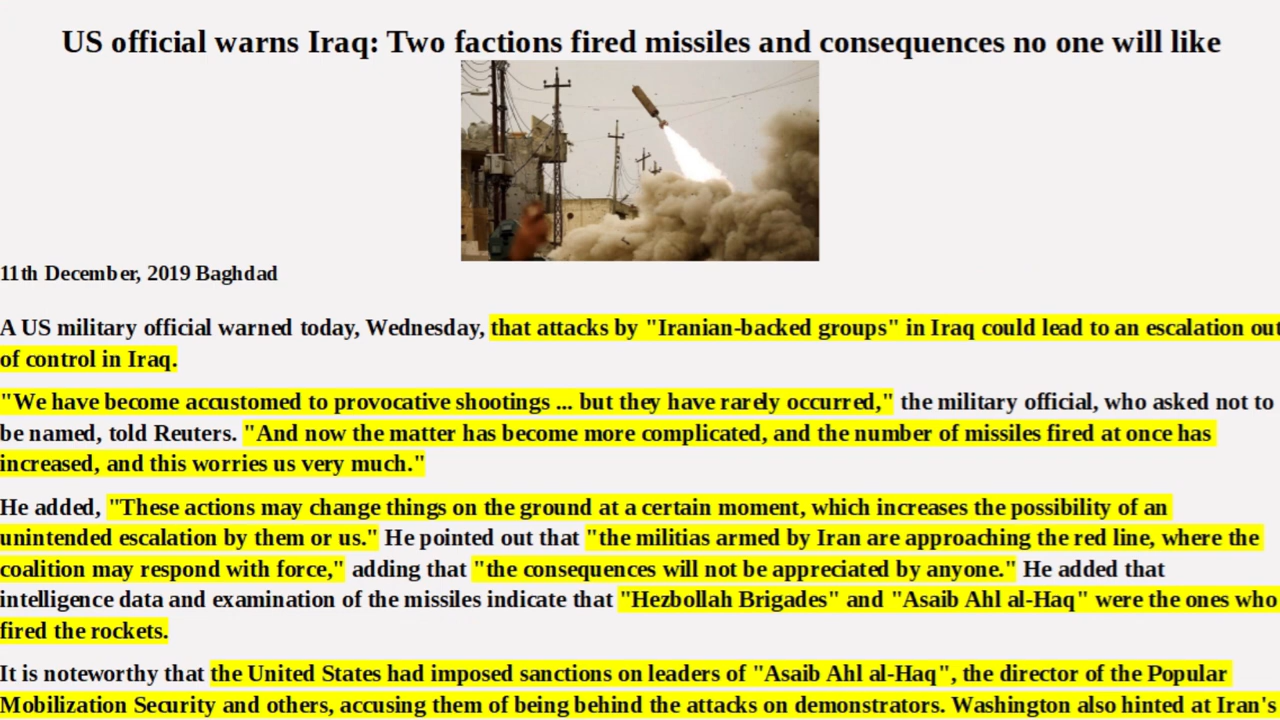 US official warns Iraq: Two factions fired missiles and consequences no one will like
11th December, 2019 Baghdad
A US military official warned today, Wednesday, that attacks by "Iranian-backed groups" in Iraq could lead to an escalation out
of control in Iraq.
"We have become accustomed to provocative shootings ... but they have rarely occurred," the military official, who asked not to
be named, told Reuters. "And now the matter has become more complicated, and the number of missiles fired at once has
increased, and this worries us very much."
He added, "These actions may change things on the ground at a certain moment, which increases the possibility of an
unintended escalation by them or us." He pointed out that "the militias armed by Iran are approaching the red line, where the
coalition may respond with force," adding that "the consequences will not be appreciated by anyone." He added that
intelligence data and examination of the missiles indicate that "Hezbollah Brigades" and "Asaib Ahl al-Haq" were the ones who
fired the rockets.
It is noteworthy that the United States had imposed sanctions on leaders of "Asaib Ahl al-Haq", the director of the Popular
Mobilization Security and others, accusing them of being behind the attacks on demonstrators. Washington also hinted at Iran's